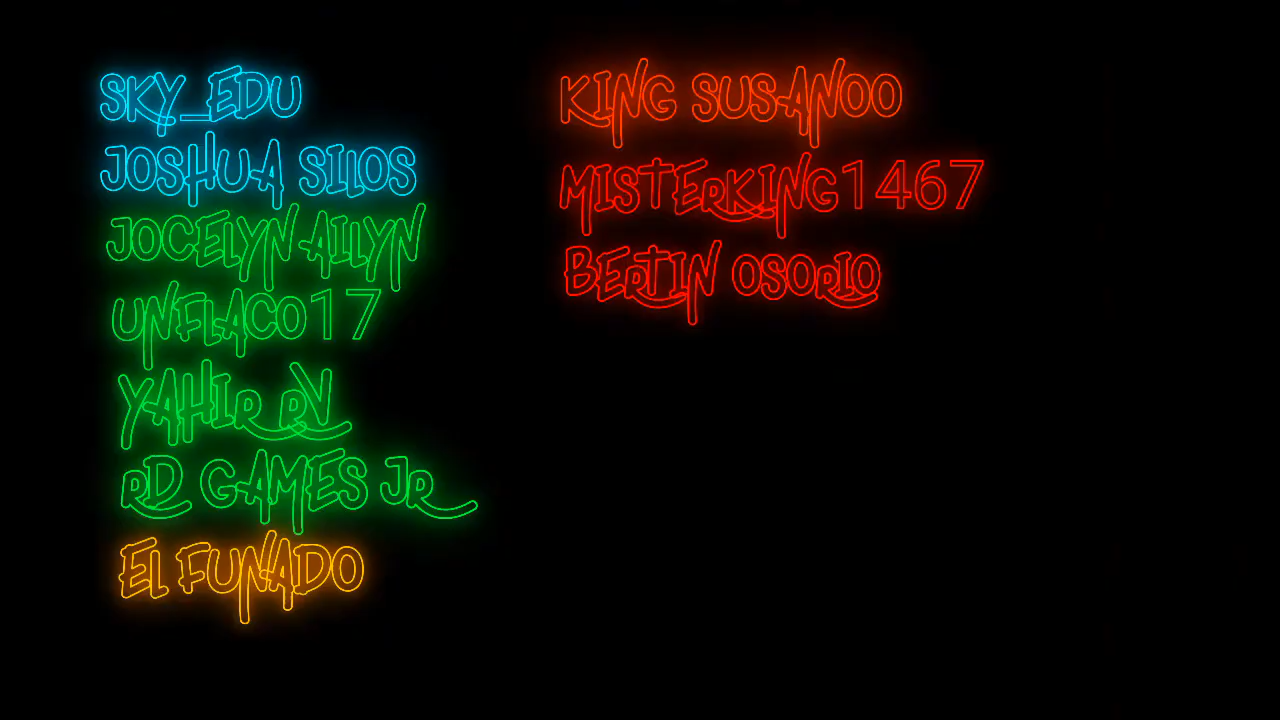 SKY_EDU
JOSHUA SILOS
JOCELYN AILYN
UNFLACO17
YAHIR RV
RD GAMES JR
EL FUNADO
KING SUSANOO
MISTERKING1467
BERTIN OSORIO